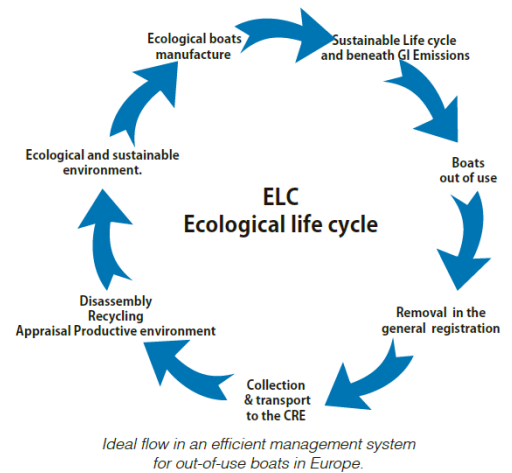 Ecological boats
manufacture
Sustainable Life cycle
and beneath GI Emissions
Boats
out of use
Removal in the
general registration
Collection
& transport
to the CRE
Disassembly
Recycling
Appraisal Productive environment
Ecological and sustainable
environment.
ELC
Ecological life cycle
Ideal flow in an efficient management system
for out-of-use boats in Europe.